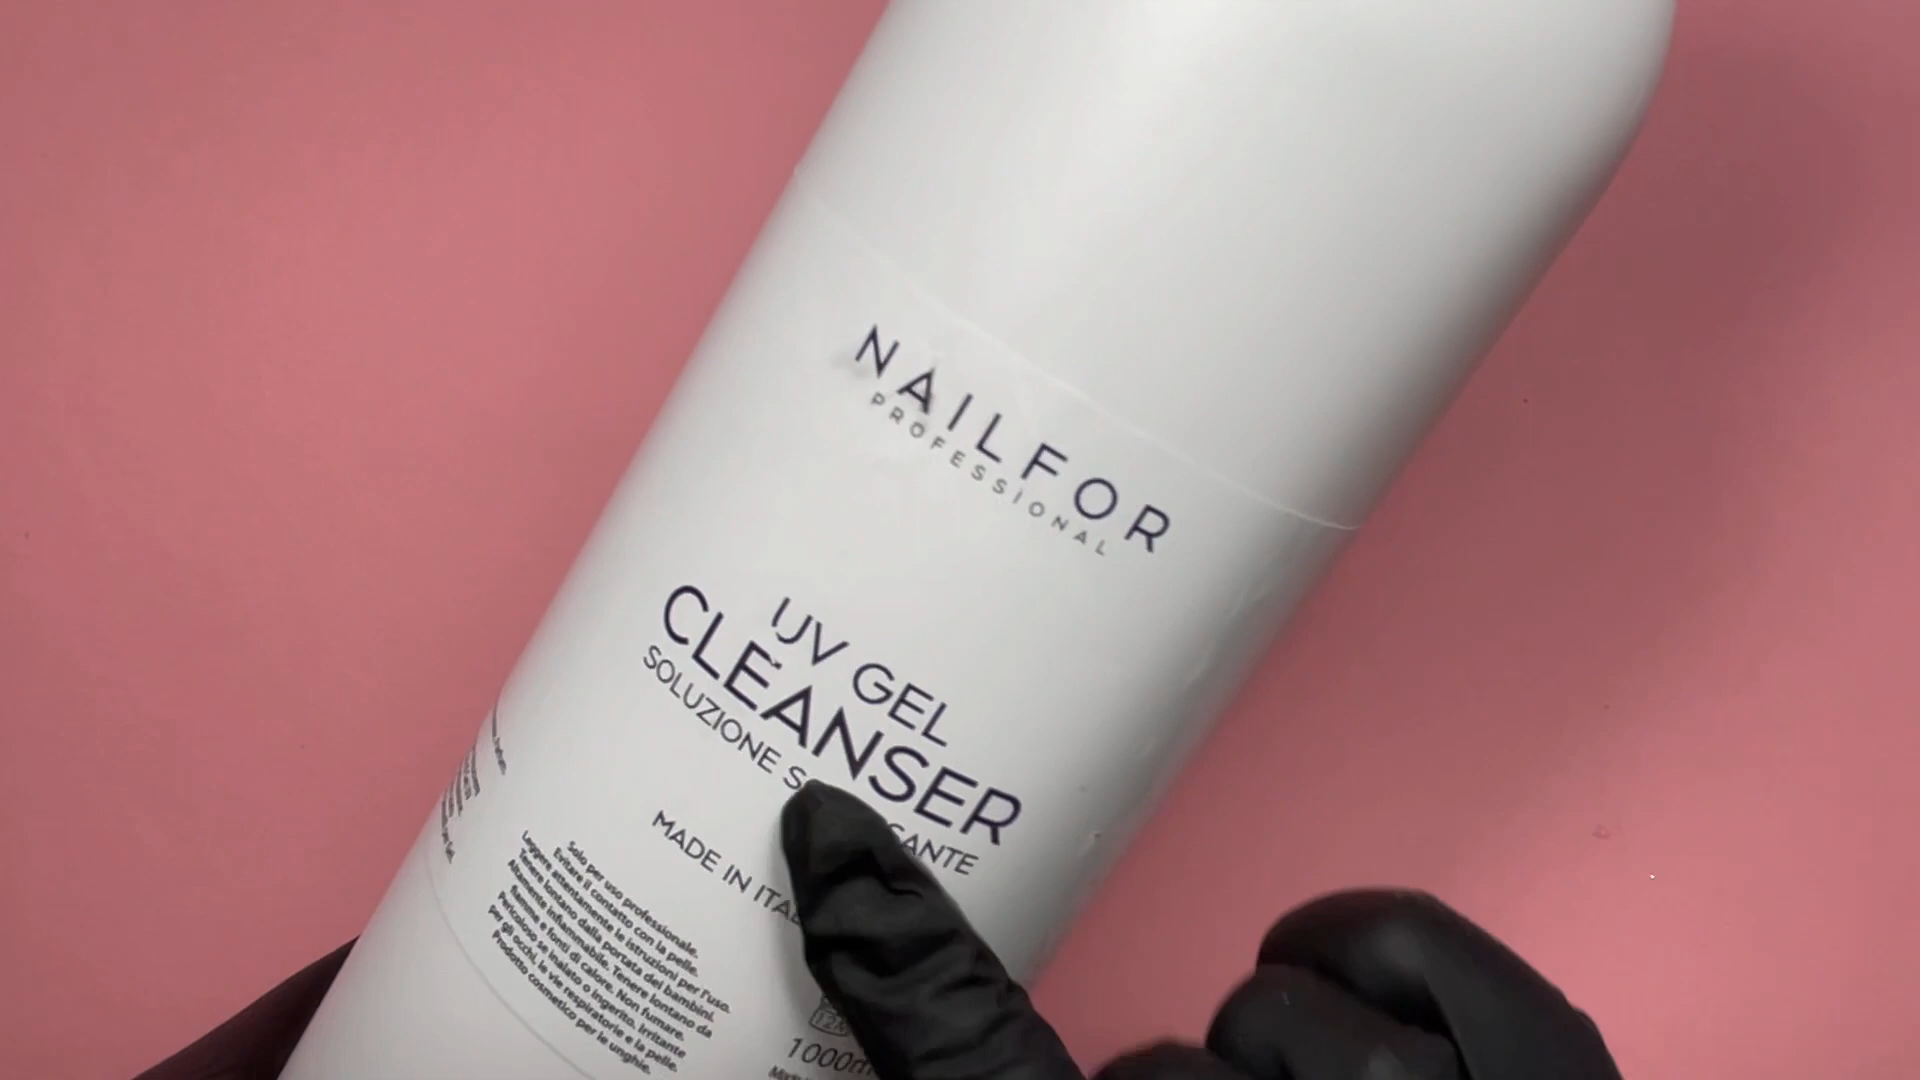 NAILFOR
PROFESSIONAL
UV GEL
CLEANSER
SOLUZIONE S SANTE
MADE IN ITAL
Solo per uso professionale.
Evitare il contatto con la pelle.
Leggere attentamente le istruzioni per l'uso.
Tenere lontano dalla portata dei bambini.
Altamente infiammabile. Tenere lontano da
fiamme e fonti di calore. Non fumare.
Pericoloso se inalato o ingerito. Irritante
per gli occhi, le vie respiratorie e la pelle.
Prodotto cosmetico per le unghie.
12M
1000m